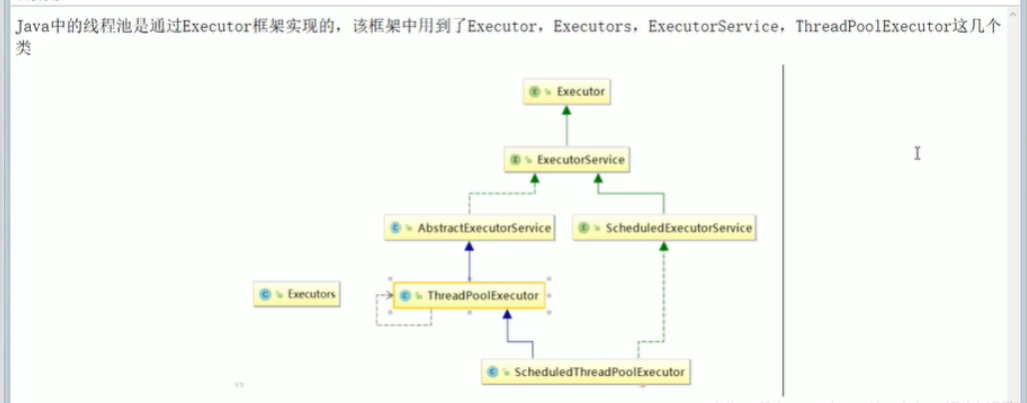 Java中的线程池是通过Executor框架实现的，该框架中用到了Executor，Executors，ExecutorService，ThreadPoolExecutor这几个
类
Executor
ExecutorService
AbstractExecutorService
ScheduledExecutorService
Executors
ThreadPoolExecutor
ScheduledThreadPoolExecutor